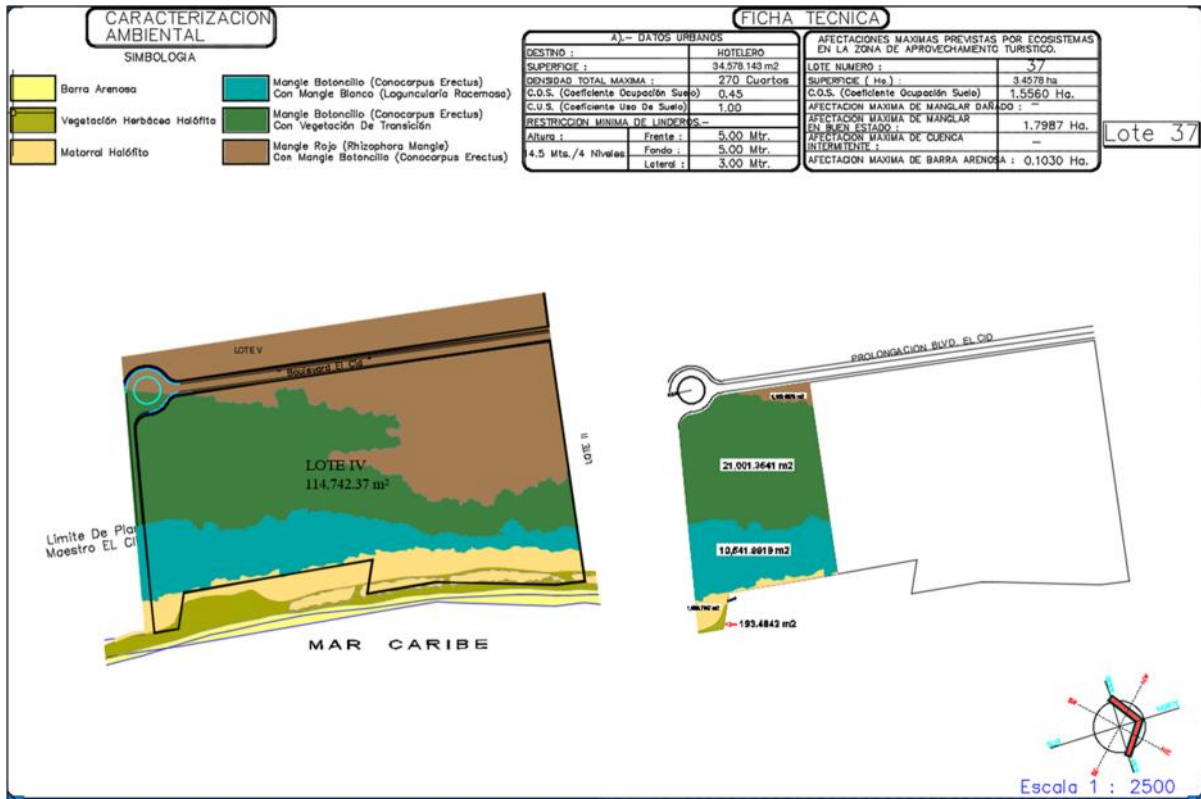 CARACTERIZACION
AMBIENTAL
SIMBOLOGIA
Barra Arenosa
Vegetación Herbácea Halófita
Matorral Halófito
Mangle Botoncillo (Conocarpus Erectus)
Con Mangle Blanco (Laguncularia Racemosa)
Mangle Botoncillo (Conocarpus Erectus)
Con Vegetación De Transición
Mangle Rojo (Rhizophora Mangle)
Con Mangle Botoncillo (Conocarpus Erectus)
FICHA TECNICA
A).- DATOS URBANOS
DESTINO : HOTELERO
SUPERFICIE : 34,578.143 m2
DENSIDAD TOTAL MAXIMA : 270 Cuartos
C.O.S. (Coeficiente Ocupación Suelo) 0.45
C.U.S. (Coeficiente Uso De Suelo) 1.00
RESTRICCION MINIMA DE LINDEROS.-
Altura : Frente : 5.00 Mtr.
14.5 Mts./4 Niveles Fondo : 5.00 Mtr.
Lateral : 3.00 Mtr.
AFECTACIONES MAXIMAS PREVISTAS POR ECOSISTEMAS
EN LA ZONA DE APROVECHAMIENTO TURISTICO.
LOTE NUMERO : 37
SUPERFICIE ( Ha.) : 3.4578 ha
C.O.S. (Coeficiente Ocupación Suelo) 1.5560 Ha.
AFECTACION MAXIMA DE MANGLAR DAÑADO : -
AFECTACION MAXIMA DE MANGLAR
EN BUEN ESTADO : 1.7987 Ha.
AFECTACION MAXIMA DE CUENCA
INTERMITENTE : -
AFECTACION MAXIMA DE BARRA ARENOSA : 0.1030 Ha.
Lote 37
LOTE V
" Boulevard El Cid "
LOTE II
LOTE IV
114,742.37 m²
Limite De Pla
Maestro EL CI
MAR CARIBE
PROLONGACION BLVD. EL CID
21,001.3641 m2
10,641.9919 m2
193.4842 m2
NORTE
SUR
Escala 1 : 2500